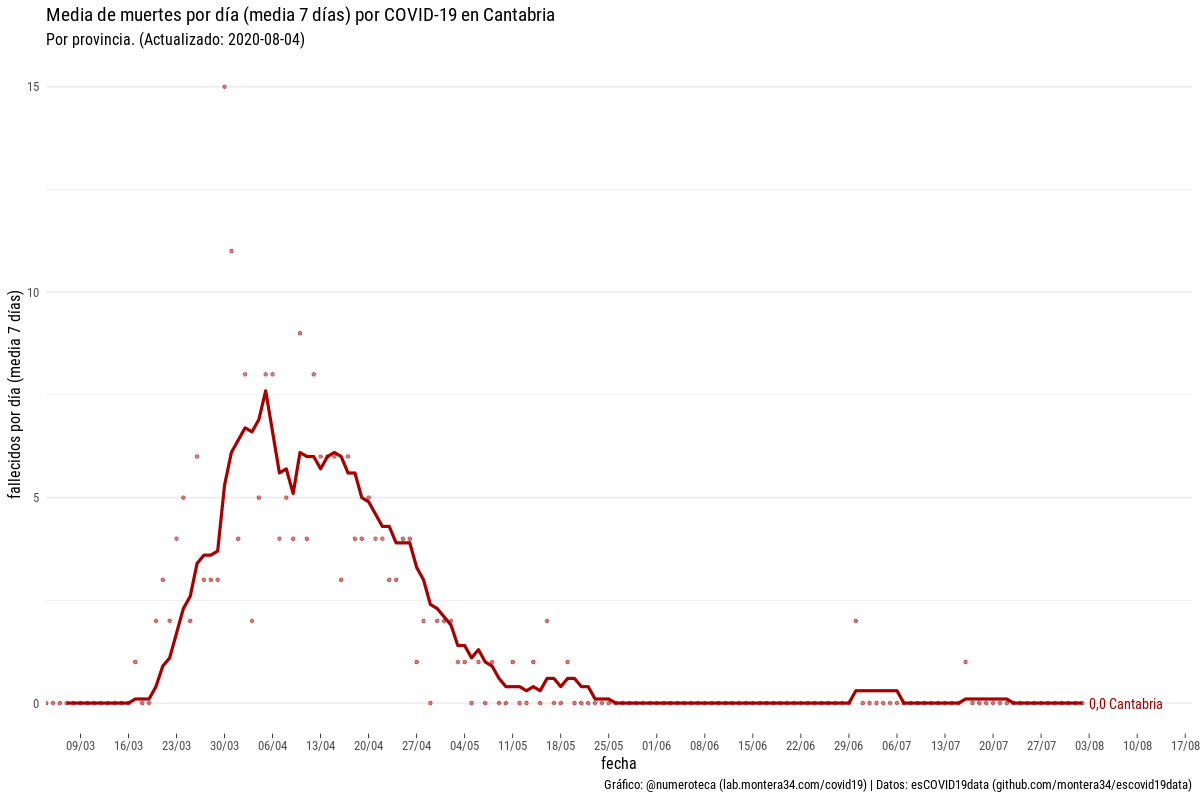 Media de muertes por día (media 7 días) por COVID-19 en Cantabria
Por provincia. (Actualizado: 2020-08-04)
fallecidos por día (media 7 días)
15
10
5
0
0,0 Cantabria
09/03 16/03 23/03 30/03 06/04 13/04 20/04 27/04 04/05 11/05 18/05 25/05 01/06 08/06 15/06 22/06 29/06 06/07 13/07 20/07 27/07 03/08 10/08 17/08
fecha
Gráfico: @numeroteca (lab.montera34.com/covid19) | Datos: esCOVID19data (github.com/montera34/escovid19data)